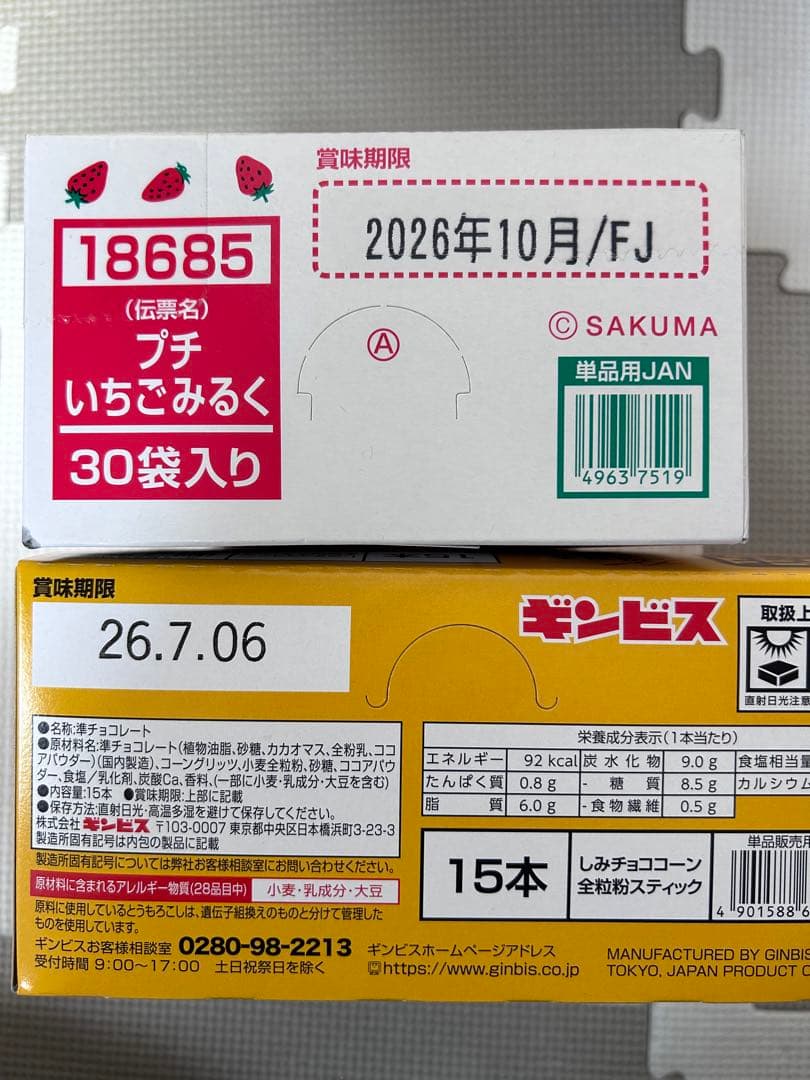 賞味期限
2026年10月/FJ
18685
(伝票名)
プチ
いちごみるく
30袋入り
A
© SAKUMA
単品用JAN
4963 7519
賞味期限
26.7.06
ギンビス
取扱上
直射日光注意
●名称:準チョコレート
●原材料名:準チョコレート(植物油脂、砂糖、カカオマス、全粉乳、ココ
アパウダー)(国内製造)、コーングリッツ、小麦全粒粉、砂糖、ココアパウ
ダー、食塩/乳化剤、炭酸Ca、香料、(一部に小麦・乳成分・大豆を含む)
●内容量:15本 ●賞味期限:上部に記載
●保存方法:直射日光・高温多湿を避けて保存してください。
株式会社ギンビス 〒103-0007 東京都中央区日本橋浜町3-23-3
製造所固有記号は内包の製品に記載
製造所固有記号については弊社お客様相談室にお問い合わせください。
原材料に含まれるアレルギー物質(28品目中) 小麦・乳成分・大豆
原料に使用しているとうもろこしは、遺伝子組換えのものと分けて管理した
ものを使用しています。
ギンビスお客様相談室 0280-98-2213
受付時間 9:00〜17:00 土日祝祭日を除く
栄養成分表示(1本当たり)
エネルギー 92 kcal 炭水化物 9.0 g 食塩相当量
たんぱく質 0.8 g - 糖質 8.5 g カルシウム
脂質 6.0 g -食物繊維 0.5 g
15本
しみチョココーン
全粒粉スティック
単品販売用
4 901588 6
ギンビスホームページアドレス
https://www.ginbis.co.jp
MANUFACTURED BY GINBIS
TOKYO, JAPAN PRODUCT O